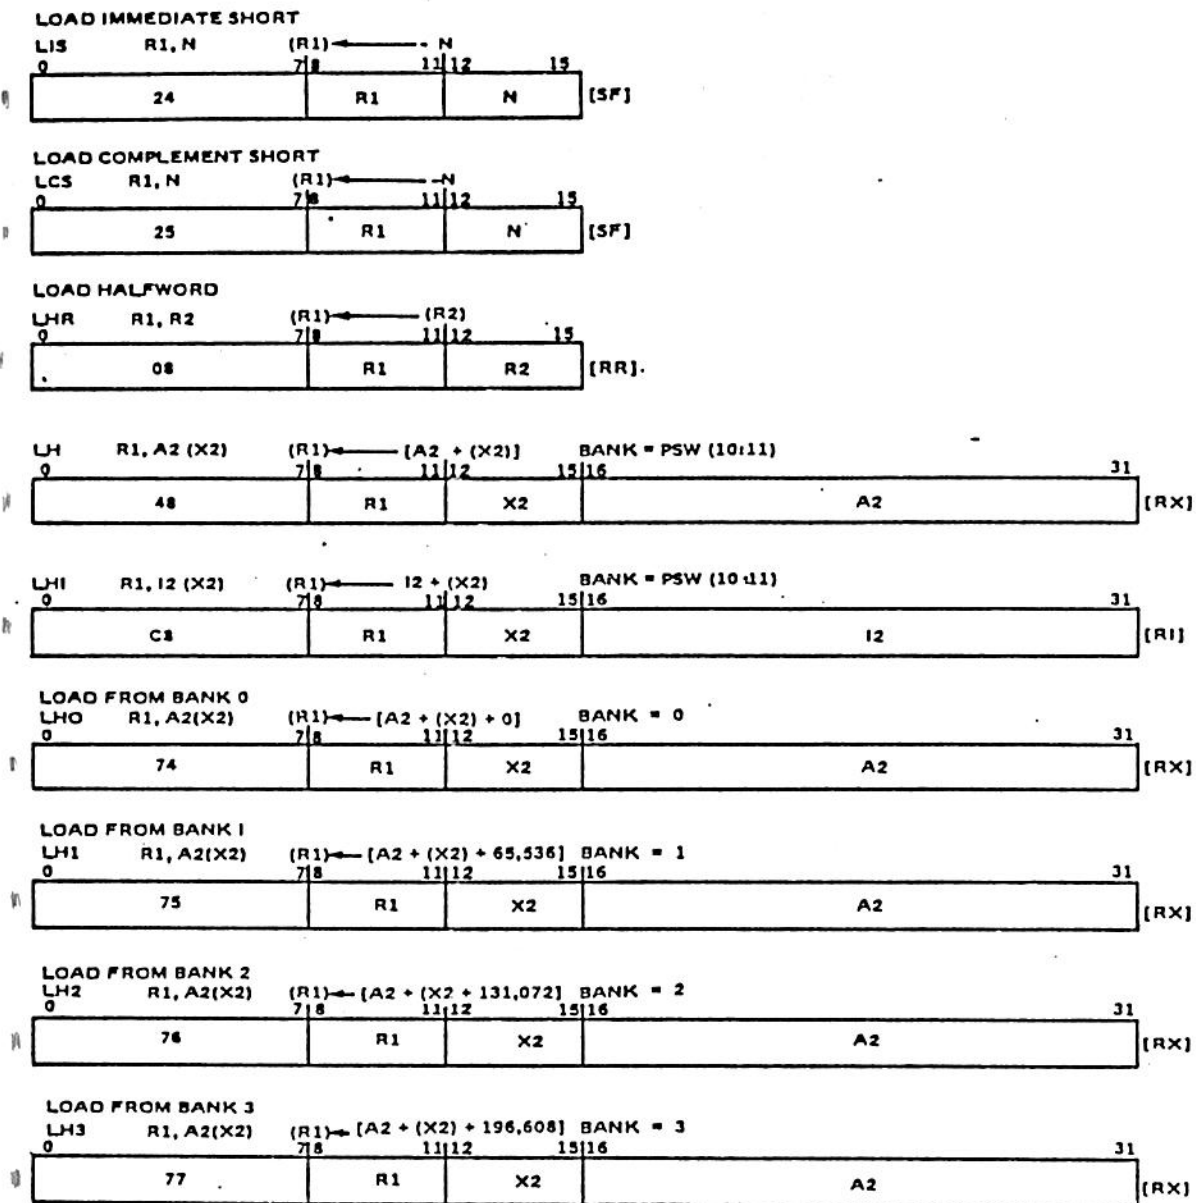 LOAD IMMEDIATE SHORT
LIS R1, N (R1) ← - N
0 7 8 11 12 15
24 R1 N [SF]
LOAD COMPLEMENT SHORT
LCS R1, N (R1) ← -N
0 7 8 11 12 15
25 R1 N [SF]
LOAD HALFWORD
LHR R1, R2 (R1) ← (R2)
0 7 8 11 12 15
08 R1 R2 [RR].
LH R1, A2 (X2) (R1) ← [A2 + (X2)] BANK = PSW (10:11)
0 7 8 11 12 15 16 31
48 R1 X2 A2 [RX]
LHI R1, I2 (X2) (R1) ← I2 + (X2) BANK = PSW (10:11)
0 7 8 11 12 15 16 31
C8 R1 X2 I2 [RI]
LOAD FROM BANK 0
LHO R1, A2(X2) (R1) ← [A2 + (X2) + 0] BANK = 0
0 7 8 11 12 15 16 31
74 R1 X2 A2 [RX]
LOAD FROM BANK I
LH1 R1, A2(X2) (R1) ← [A2 + (X2) + 65,536] BANK = 1
0 7 8 11 12 15 16 31
75 R1 X2 A2 [RX]
LOAD FROM BANK 2
LH2 R1, A2(X2) (R1) ← [A2 + (X2 + 131,072] BANK = 2
0 7 8 11 12 15 16 31
76 R1 X2 A2 [RX]
LOAD FROM BANK 3
LH3 R1, A2(X2) (R1) ← [A2 + (X2) + 196,608] BANK = 3
0 7 8 11 12 15 16 31
77 R1 X2 A2 [RX]